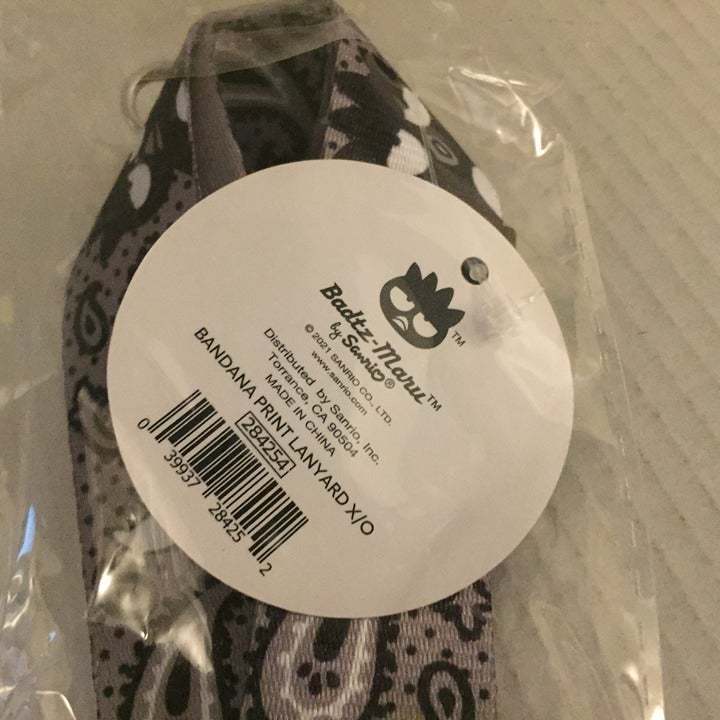 Badtz-Maru™
by Sanrio®
™
© 2021 SANRIO CO., LTD.
www.sanrio.com
Distributed by Sanrio, Inc.
Torrance, CA 90504
MADE IN CHINA
BANDANA PRINT LANYARD X/O
284254
0 39937 28425 2